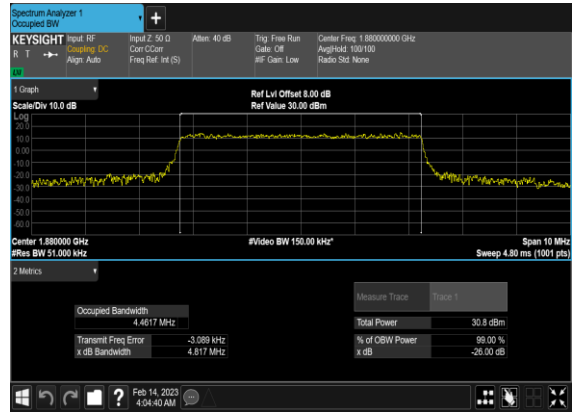 Spectrum Analyzer 1
Occupied BW
+
KEYSIGHT Input: RF Input Z: 50 Ω Atten: 40 dB Trig: Free Run Center Freq: 1.880000000 GHz
R T Coupling: DC Corr CCorr Gate: Off Avg|Hold: 100/100
Align: Auto Freq Ref: Int (S) #IF Gain: Low Radio Std: None
LW
1 Graph
Ref Lvl Offset 8.00 dB
Scale/Div 10.0 dB Ref Value 30.00 dBm
Log
20.0
10.0
0.00
-10.0
-20.0
-30.0
-40.0
-50.0
-60.0
Center 1.880000 GHz #Video BW 150.00 kHz* Span 10 MHz
#Res BW 51.000 kHz Sweep 4.80 ms (1001 pts)
2 Metrics
Measure Trace Trace 1
Occupied Bandwidth
4.4617 MHz Total Power 30.8 dBm
Transmit Freq Error -3.089 kHz % of OBW Power 99.00 %
x dB Bandwidth 4.817 MHz x dB -26.00 dB
? Feb 14, 2023
4:04:40 AM